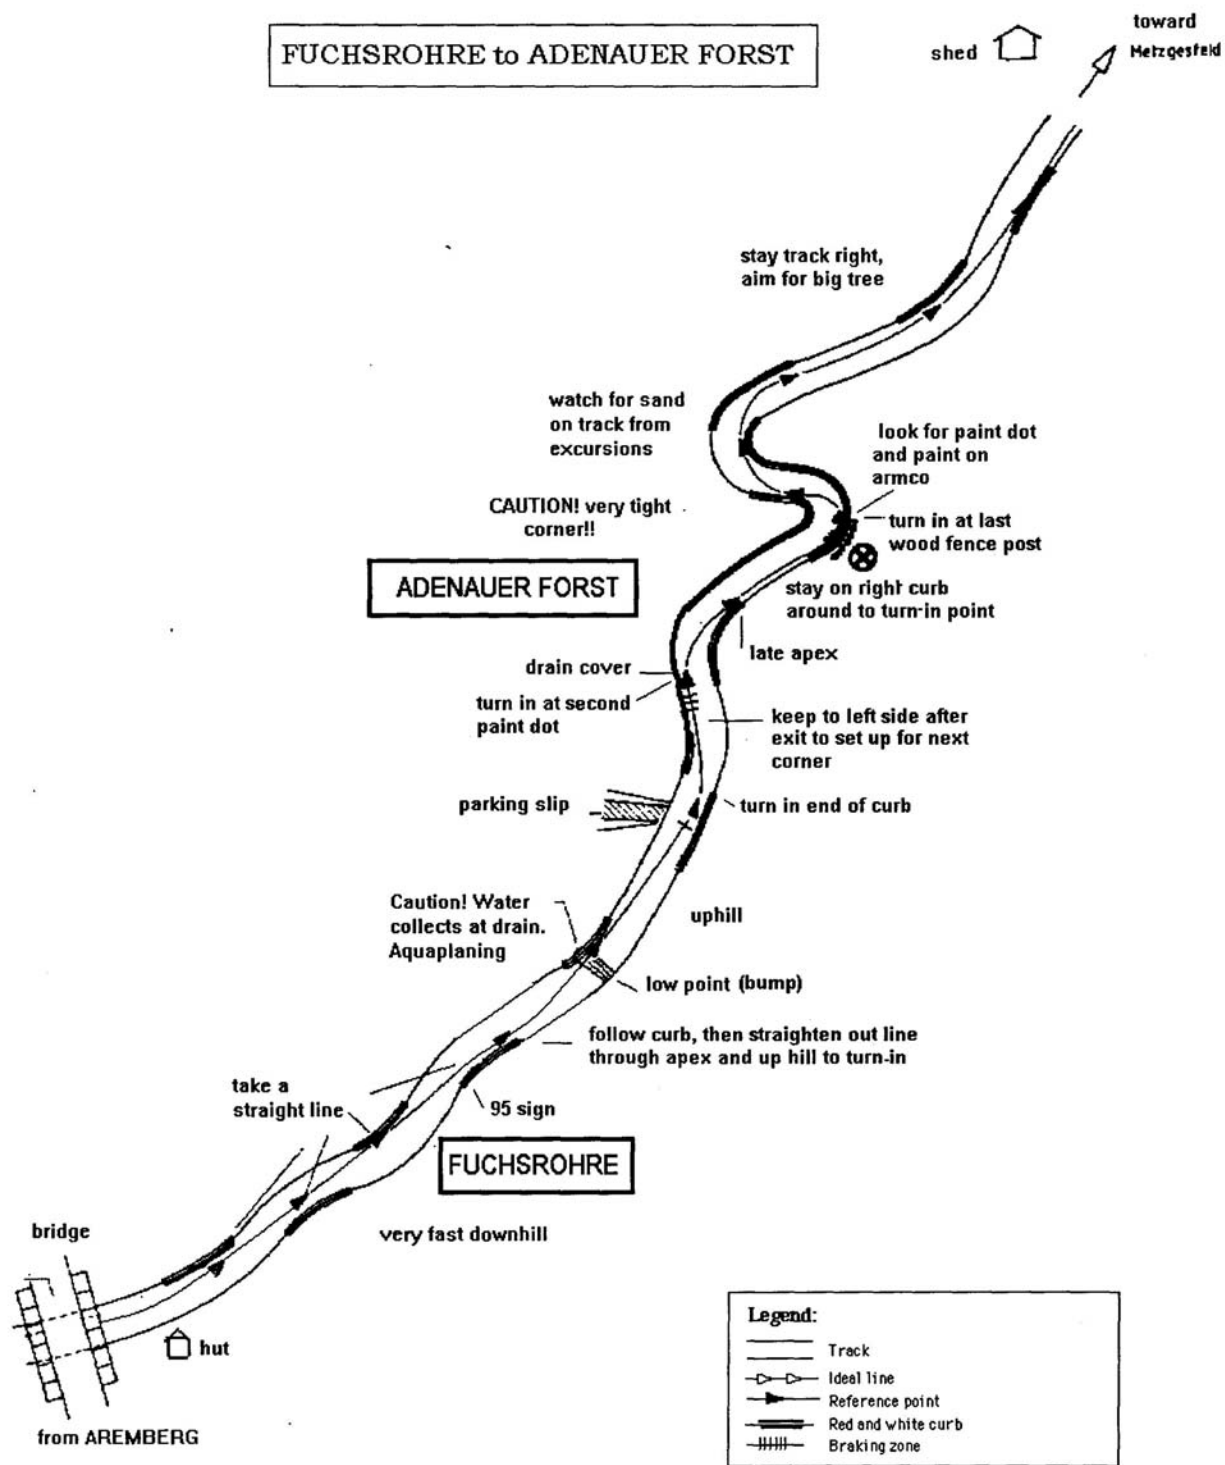 FUCHSROHRE to ADENAUER FORST
shed
toward
Metzgesfeld
stay track right,
aim for big tree
watch for sand
on track from
excursions
look for paint dot
and paint on
armco
CAUTION! very tight
corner!!
turn in at last
wood fence post
ADENAUER FORST
stay on right curb
around to turn-in point
late apex
drain cover
turn in at second
paint dot
keep to left side after
exit to set up for next
corner
parking slip
turn in end of curb
Caution! Water
collects at drain.
Aquaplaning
uphill
low point (bump)
follow curb, then straighten out line
through apex and up hill to turn-in
take a
straight line
95 sign
FUCHSROHRE
very fast downhill
bridge
hut
from AREMBERG
Legend:
Track
Ideal line
Reference point
Red and white curb
Braking zone